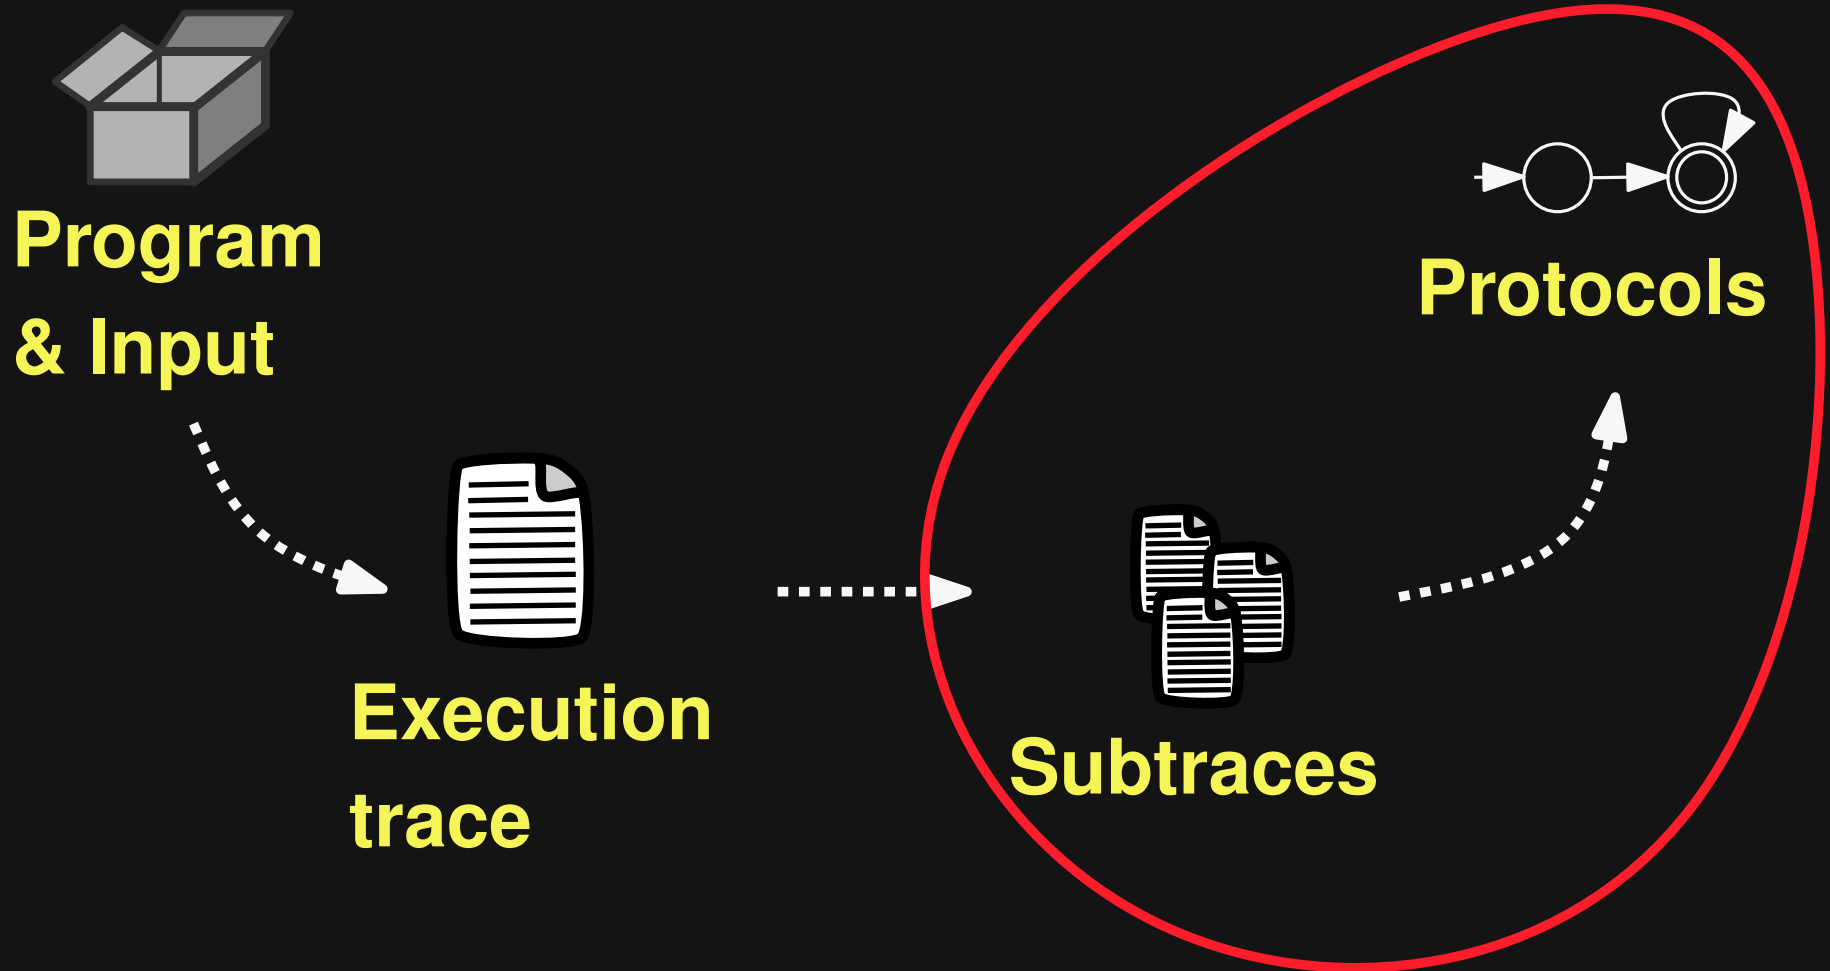 Program
& Input
Execution
trace
Subtraces
Protocols